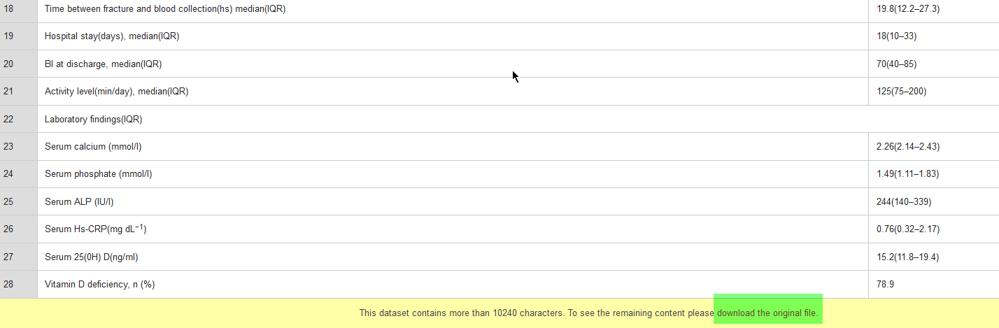 18 Time between fracture and blood collection(hs) median(IQR) 19.8(12.2–27.3)
19 Hospital stay(days), median(IQR) 18(10–33)
20 BI at discharge, median(IQR) 70(40–85)
21 Activity level(min/day), median(IQR) 125(75–200)
22 Laboratory findings(IQR)
23 Serum calcium (mmol/l) 2.26(2.14–2.43)
24 Serum phosphate (mmol/l) 1.49(1.11–1.83)
25 Serum ALP (IU/l) 244(140–339)
26 Serum Hs-CRP(mg dL⁻¹) 0.76(0.32–2.17)
27 Serum 25(0H) D(ng/ml) 15.2(11.8–19.4)
28 Vitamin D deficiency, n (%) 78.9
This dataset contains more than 10240 characters. To see the remaining content please download the original file.